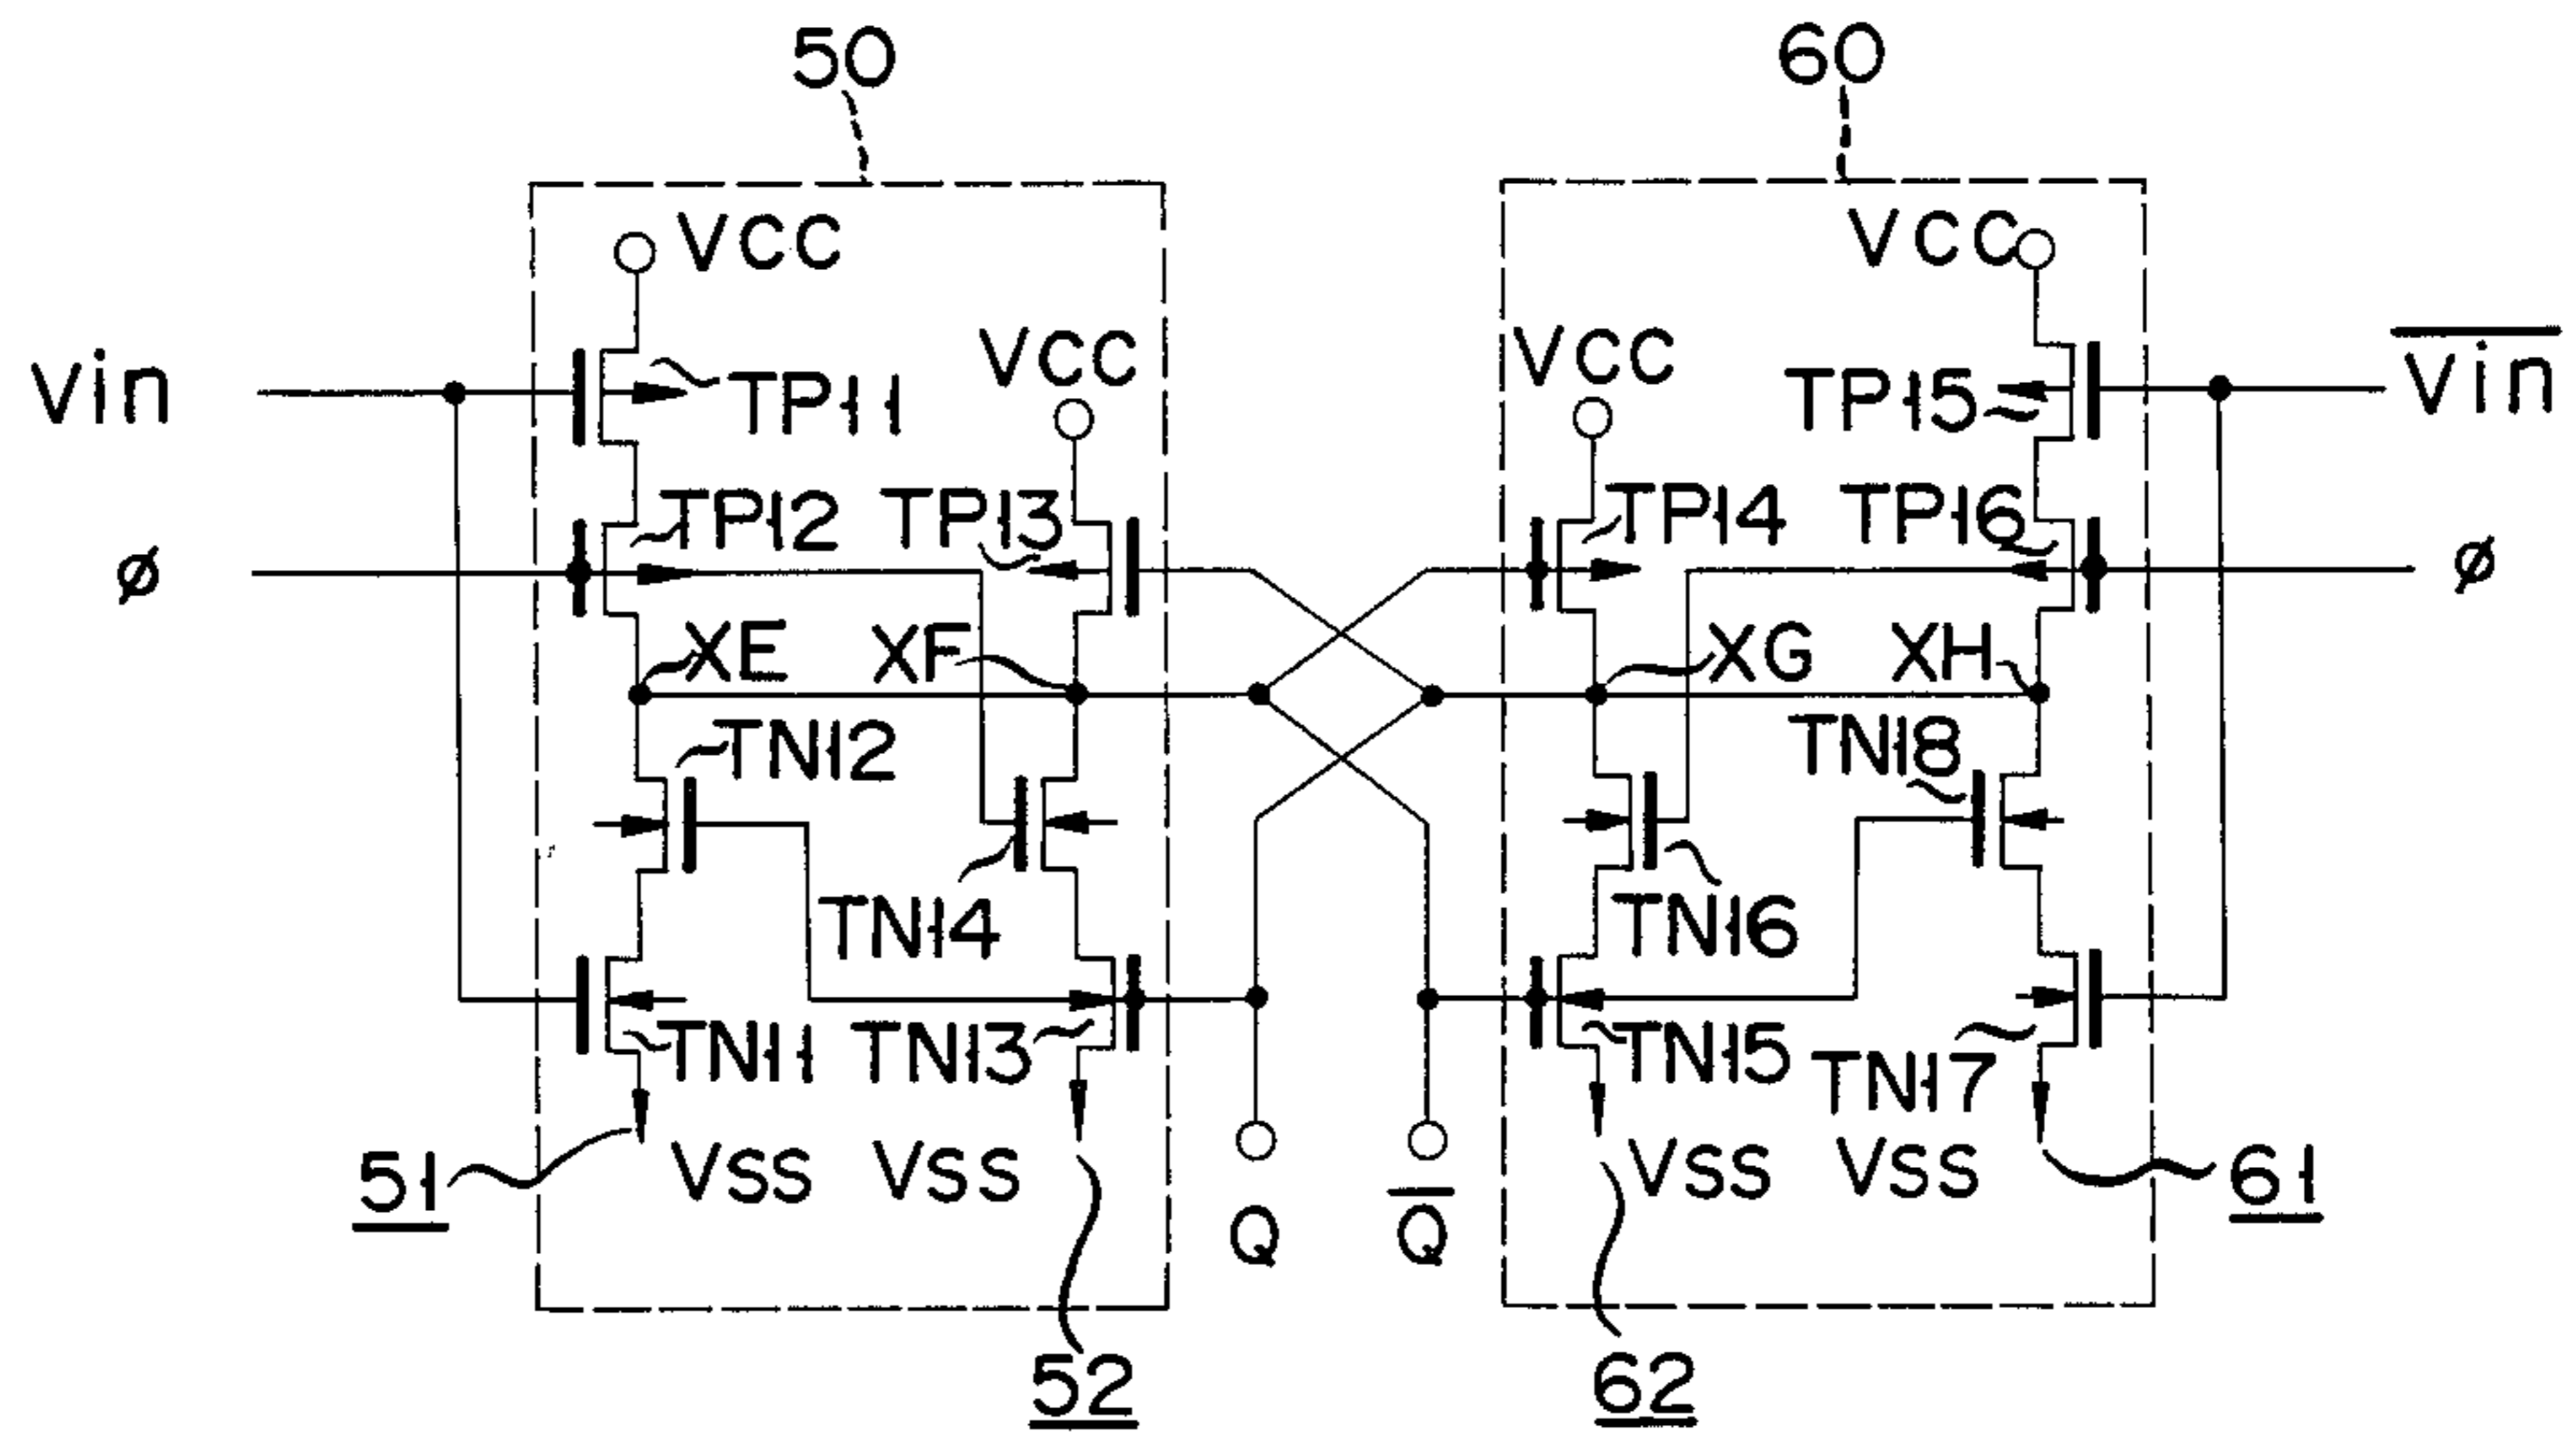 50 60
VCC VCC
Vin VCC VCC V̅i̅n̅
TP11 TP15
TP12 TP13 TP14 TP16
ø ø
XE XF XG XH
TN12 TN18
TN14 TN16
TN11 TN13 TN15 TN17
51 VSS VSS VSS VSS 61
Q Q̅
52 62